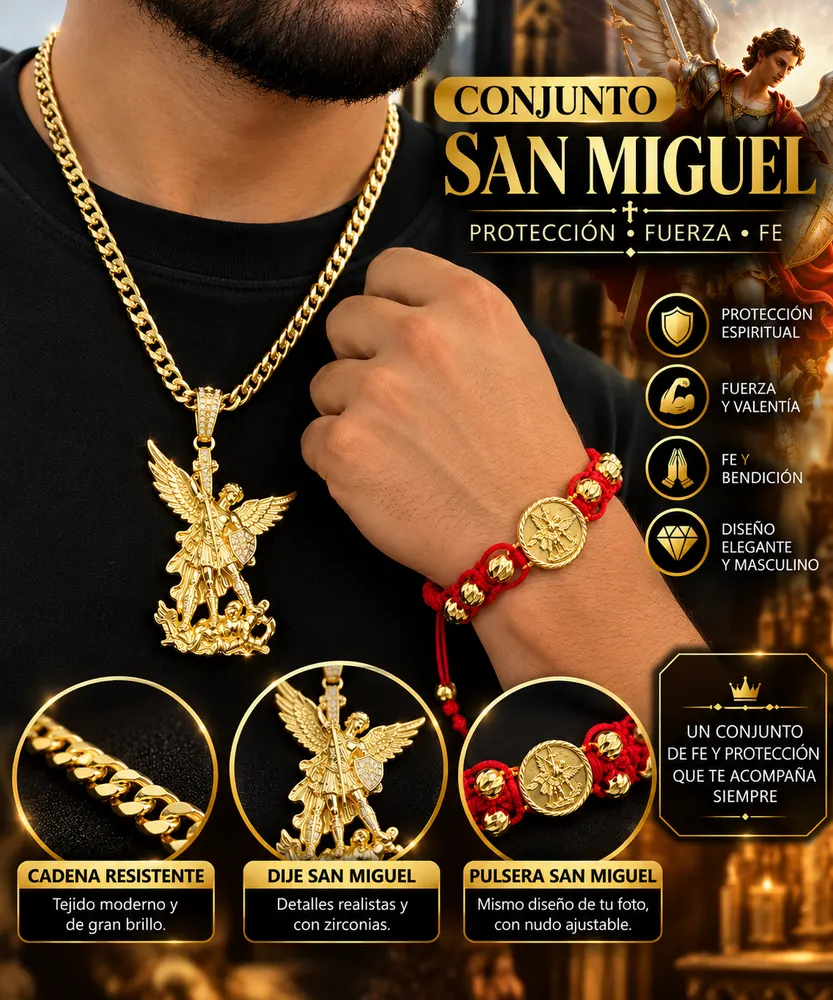 CONJUNTO
SAN MIGUEL
PROTECCIÓN • FUERZA • FE
PROTECCIÓN
ESPIRITUAL
FUERZA
Y VALENTÍA
FE Y
BENDICIÓN
DISEÑO
ELEGANTE
Y MASCULINO
UN CONJUNTO
DE FE Y PROTECCIÓN
QUE TE ACOMPAÑA
SIEMPRE
CADENA RESISTENTE
Tejido moderno y
de gran brillo.
DIJE SAN MIGUEL
Detalles realistas y
con zirconias.
PULSERA SAN MIGUEL
Mismo diseño de tu foto,
con nudo ajustable.